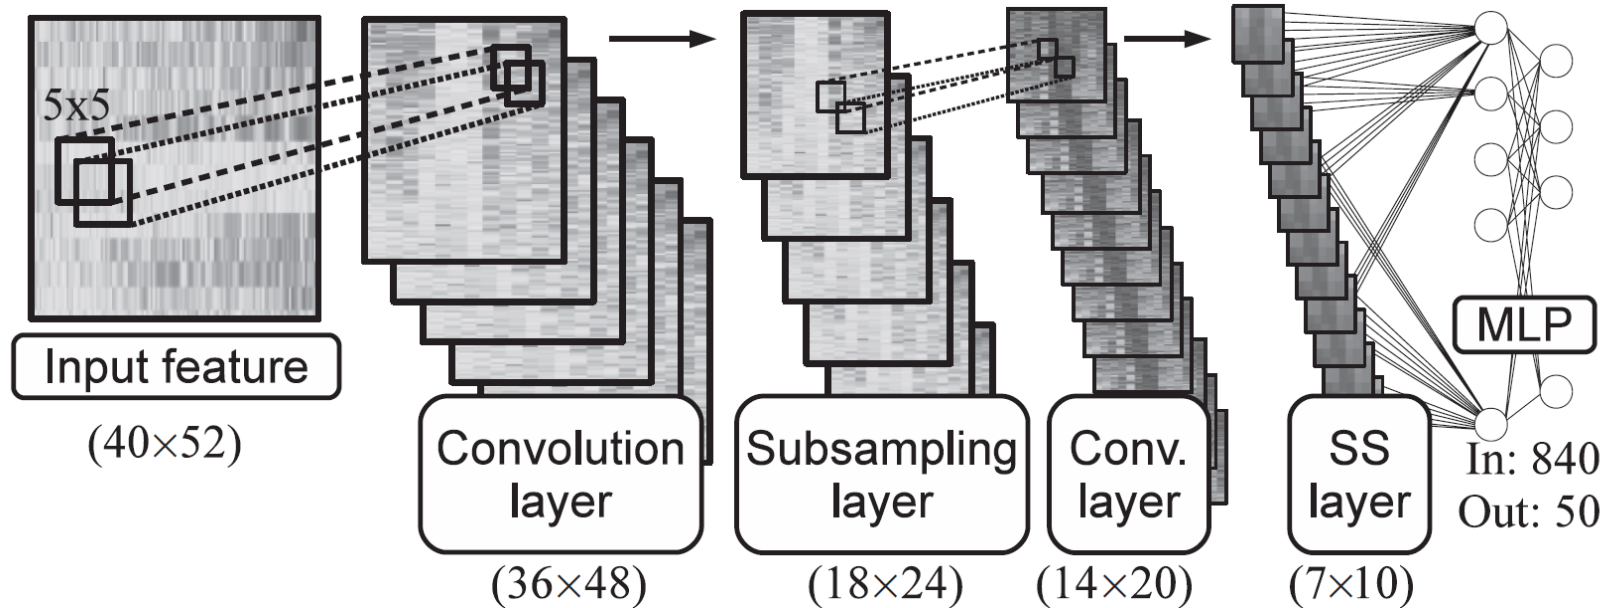 5x5
Input feature
(40×52)
Convolution
layer
(36×48)
Subsampling
layer
(18×24)
Conv.
layer
(14×20)
SS
layer
(7×10)
MLP
In: 840
Out: 50